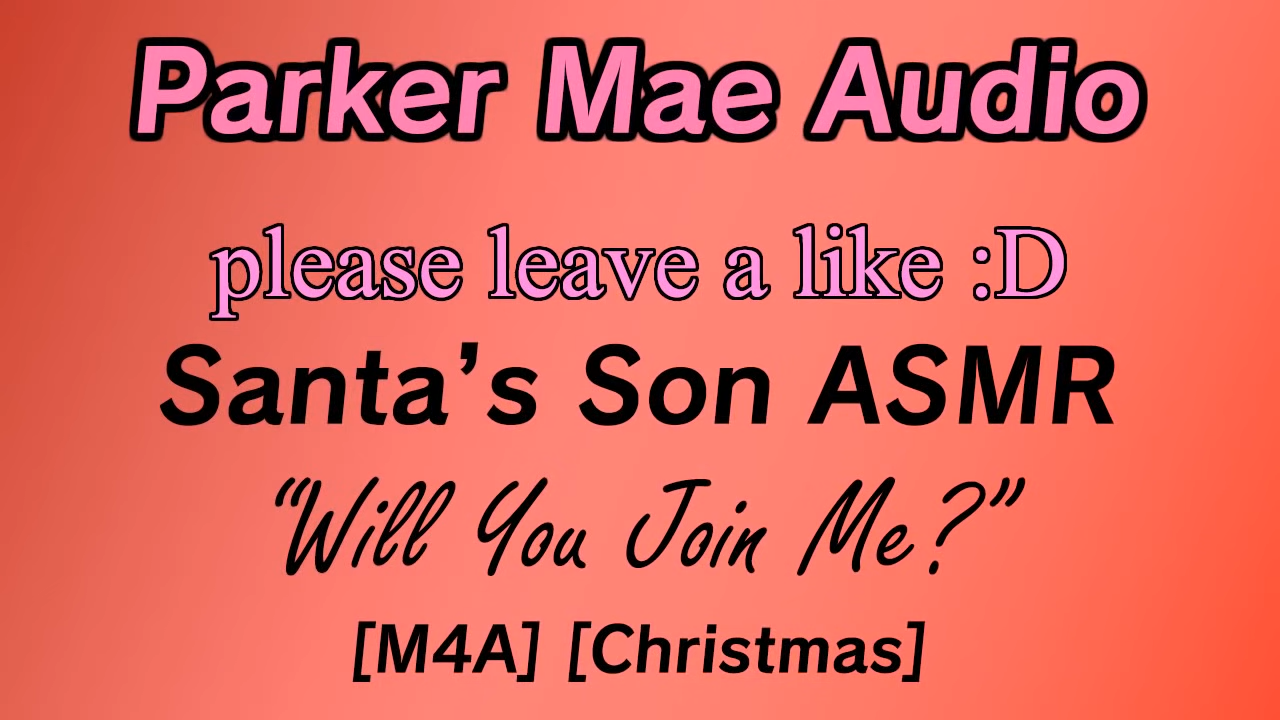 Parker Mae Audio
please leave a like :D
Santa’s Son ASMR
“Will You Join Me?”
[M4A] [Christmas]